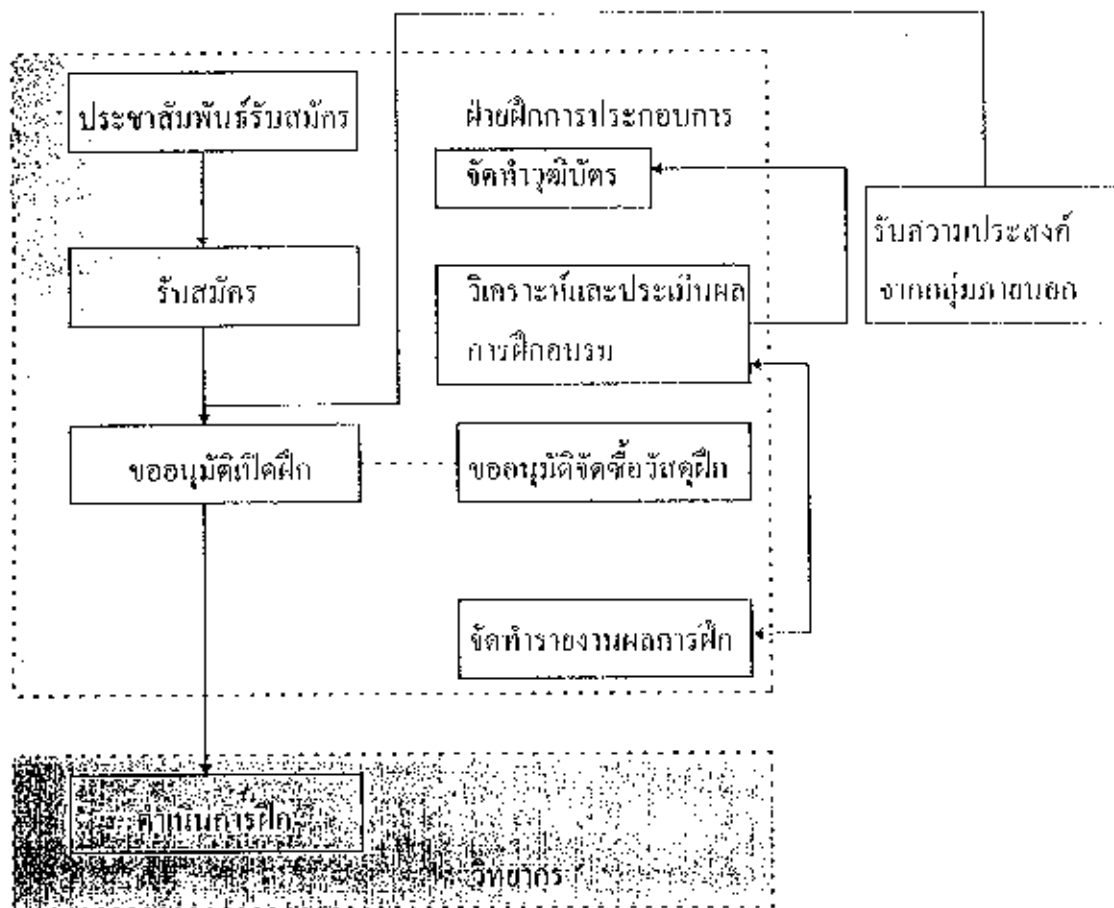 ประชาสัมพันธ์รับสมัคร
ฝ่ายฝึกการประกอบการ
จัดทำวุฒิบัตร
รับความประสงค์
จากกลุ่มภายนอก
รับสมัคร
วิเคราะห์และประเมินผล
การฝึกอบรม
ขออนุมัติเปิดฝึก
ขออนุมัติจัดซื้อวัสดุฝึก
จัดทำรายงานผลการฝึก
ดำเนินการฝึก
วิทยากร